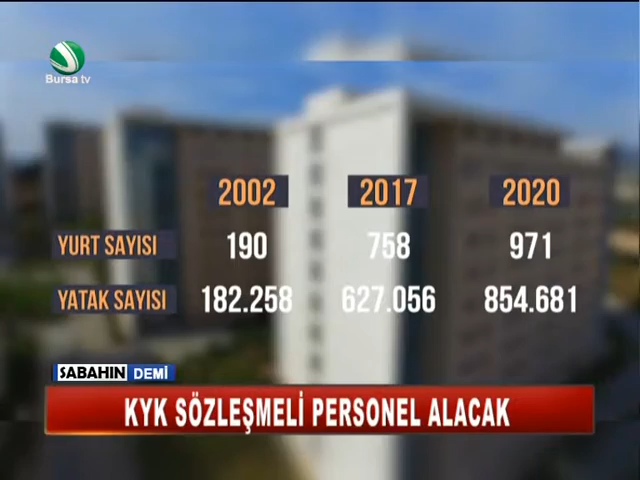 Bursa tv
2002 2017 2020
YURT SAYISI 190 758 971
YATAK SAYISI 182.258 627.056 854.681
SABAHIN DEMİ
KYK SÖZLEŞMELİ PERSONEL ALACAK